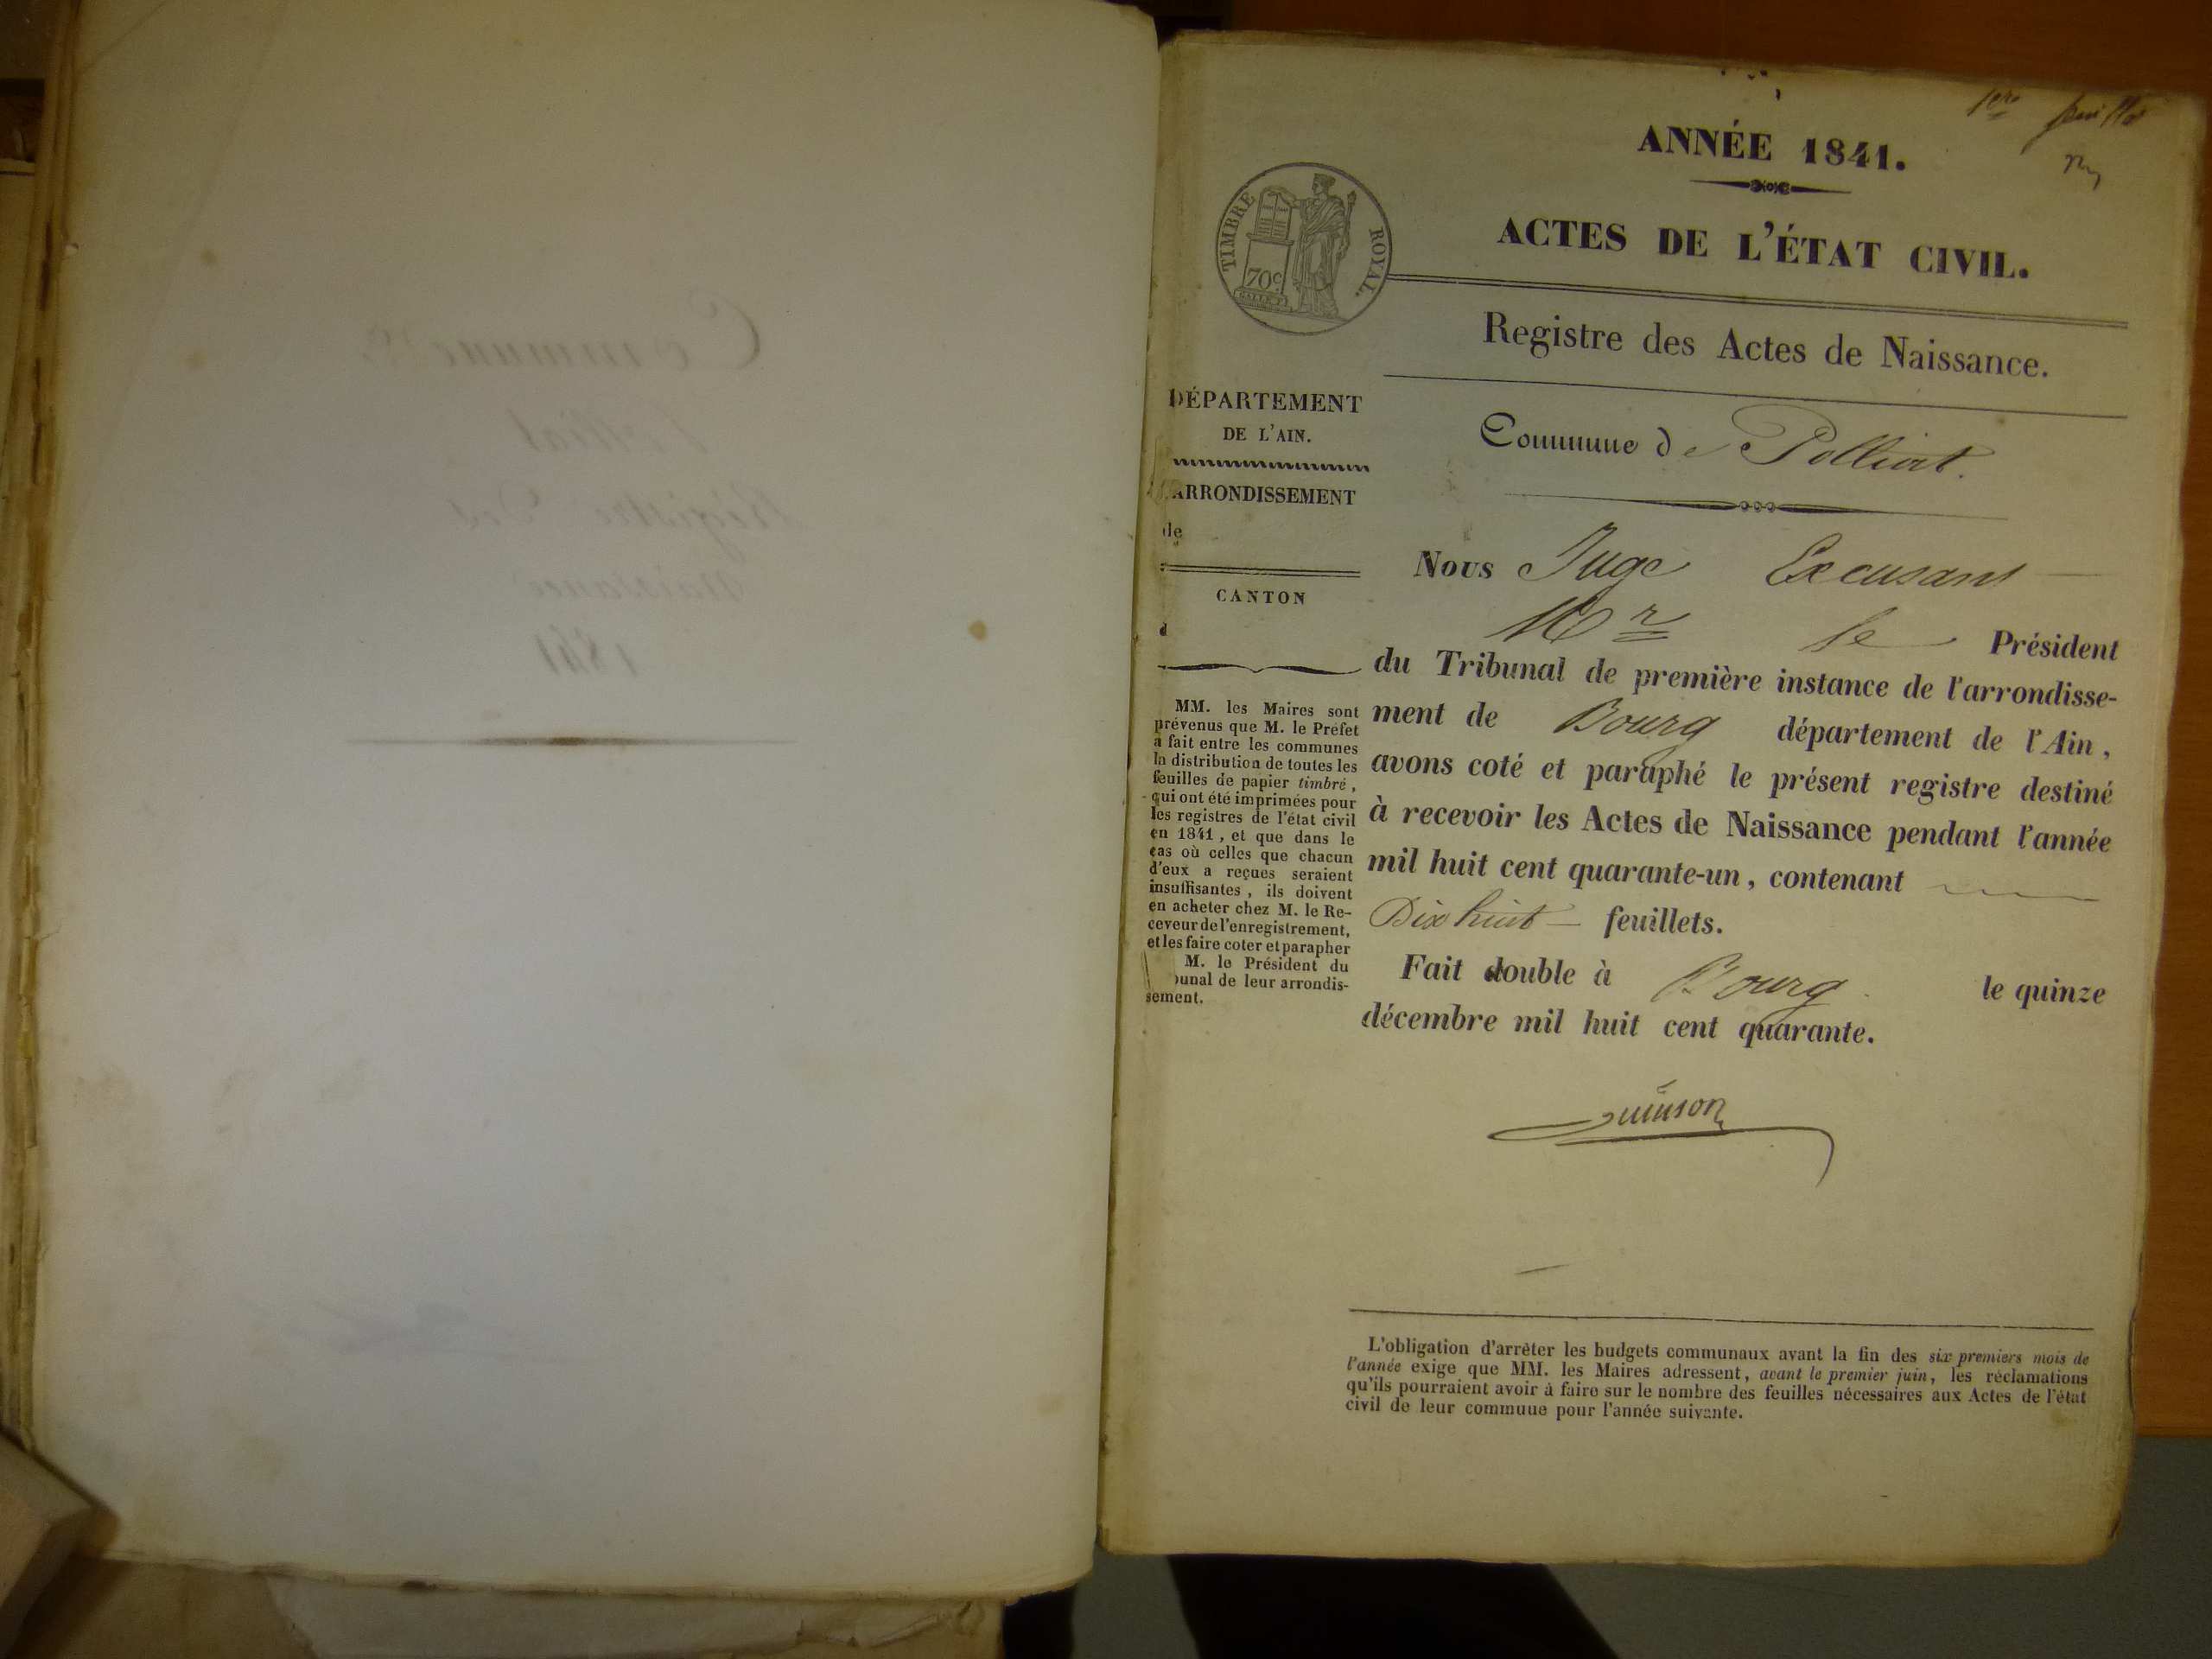 1ere feuillet
ANNÉE 1841.
ACTES DE L'ÉTAT CIVIL.
TIMBRE ROYAL.
70 c.
Registre des Actes de Naissance.
Commune de Polliat.
DÉPARTEMENT
DE L'AIN.
ARRONDISSEMENT
de
CANTON
d
MM. les Maires sont
prévenus que M. le Préfet
a fait entre les communes
la distribution de toutes les
feuilles de papier timbré,
qui ont été imprimées pour
les registres de l'état civil
en 1841, et que dans le
cas où celles que chacun
d'eux a reçues seraient
insuffisantes, ils doivent
en acheter chez M. le Re-
ceveur de l'enregistrement,
et les faire coter et parapher
M. le Président du
bunal de leur arrondis-
sement.
Nous Juge Excusant
Mr le Président
du Tribunal de première instance de l'arrondisse-
ment de Bourg département de l'Ain,
avons coté et paraphé le présent registre destiné
à recevoir les Actes de Naissance pendant l'année
mil huit cent quarante-un, contenant
Dix huit feuillets.
Fait double à Bourg le quinze
décembre mil huit cent quarante.
Quinson
L'obligation d'arrêter les budgets communaux avant la fin des six premiers mois de
l'année exige que MM. les Maires adressent, avant le premier juin, les réclamations
qu'ils pourraient avoir à faire sur le nombre des feuilles nécessaires aux Actes de l'état
civil de leur commune pour l'année suivante.